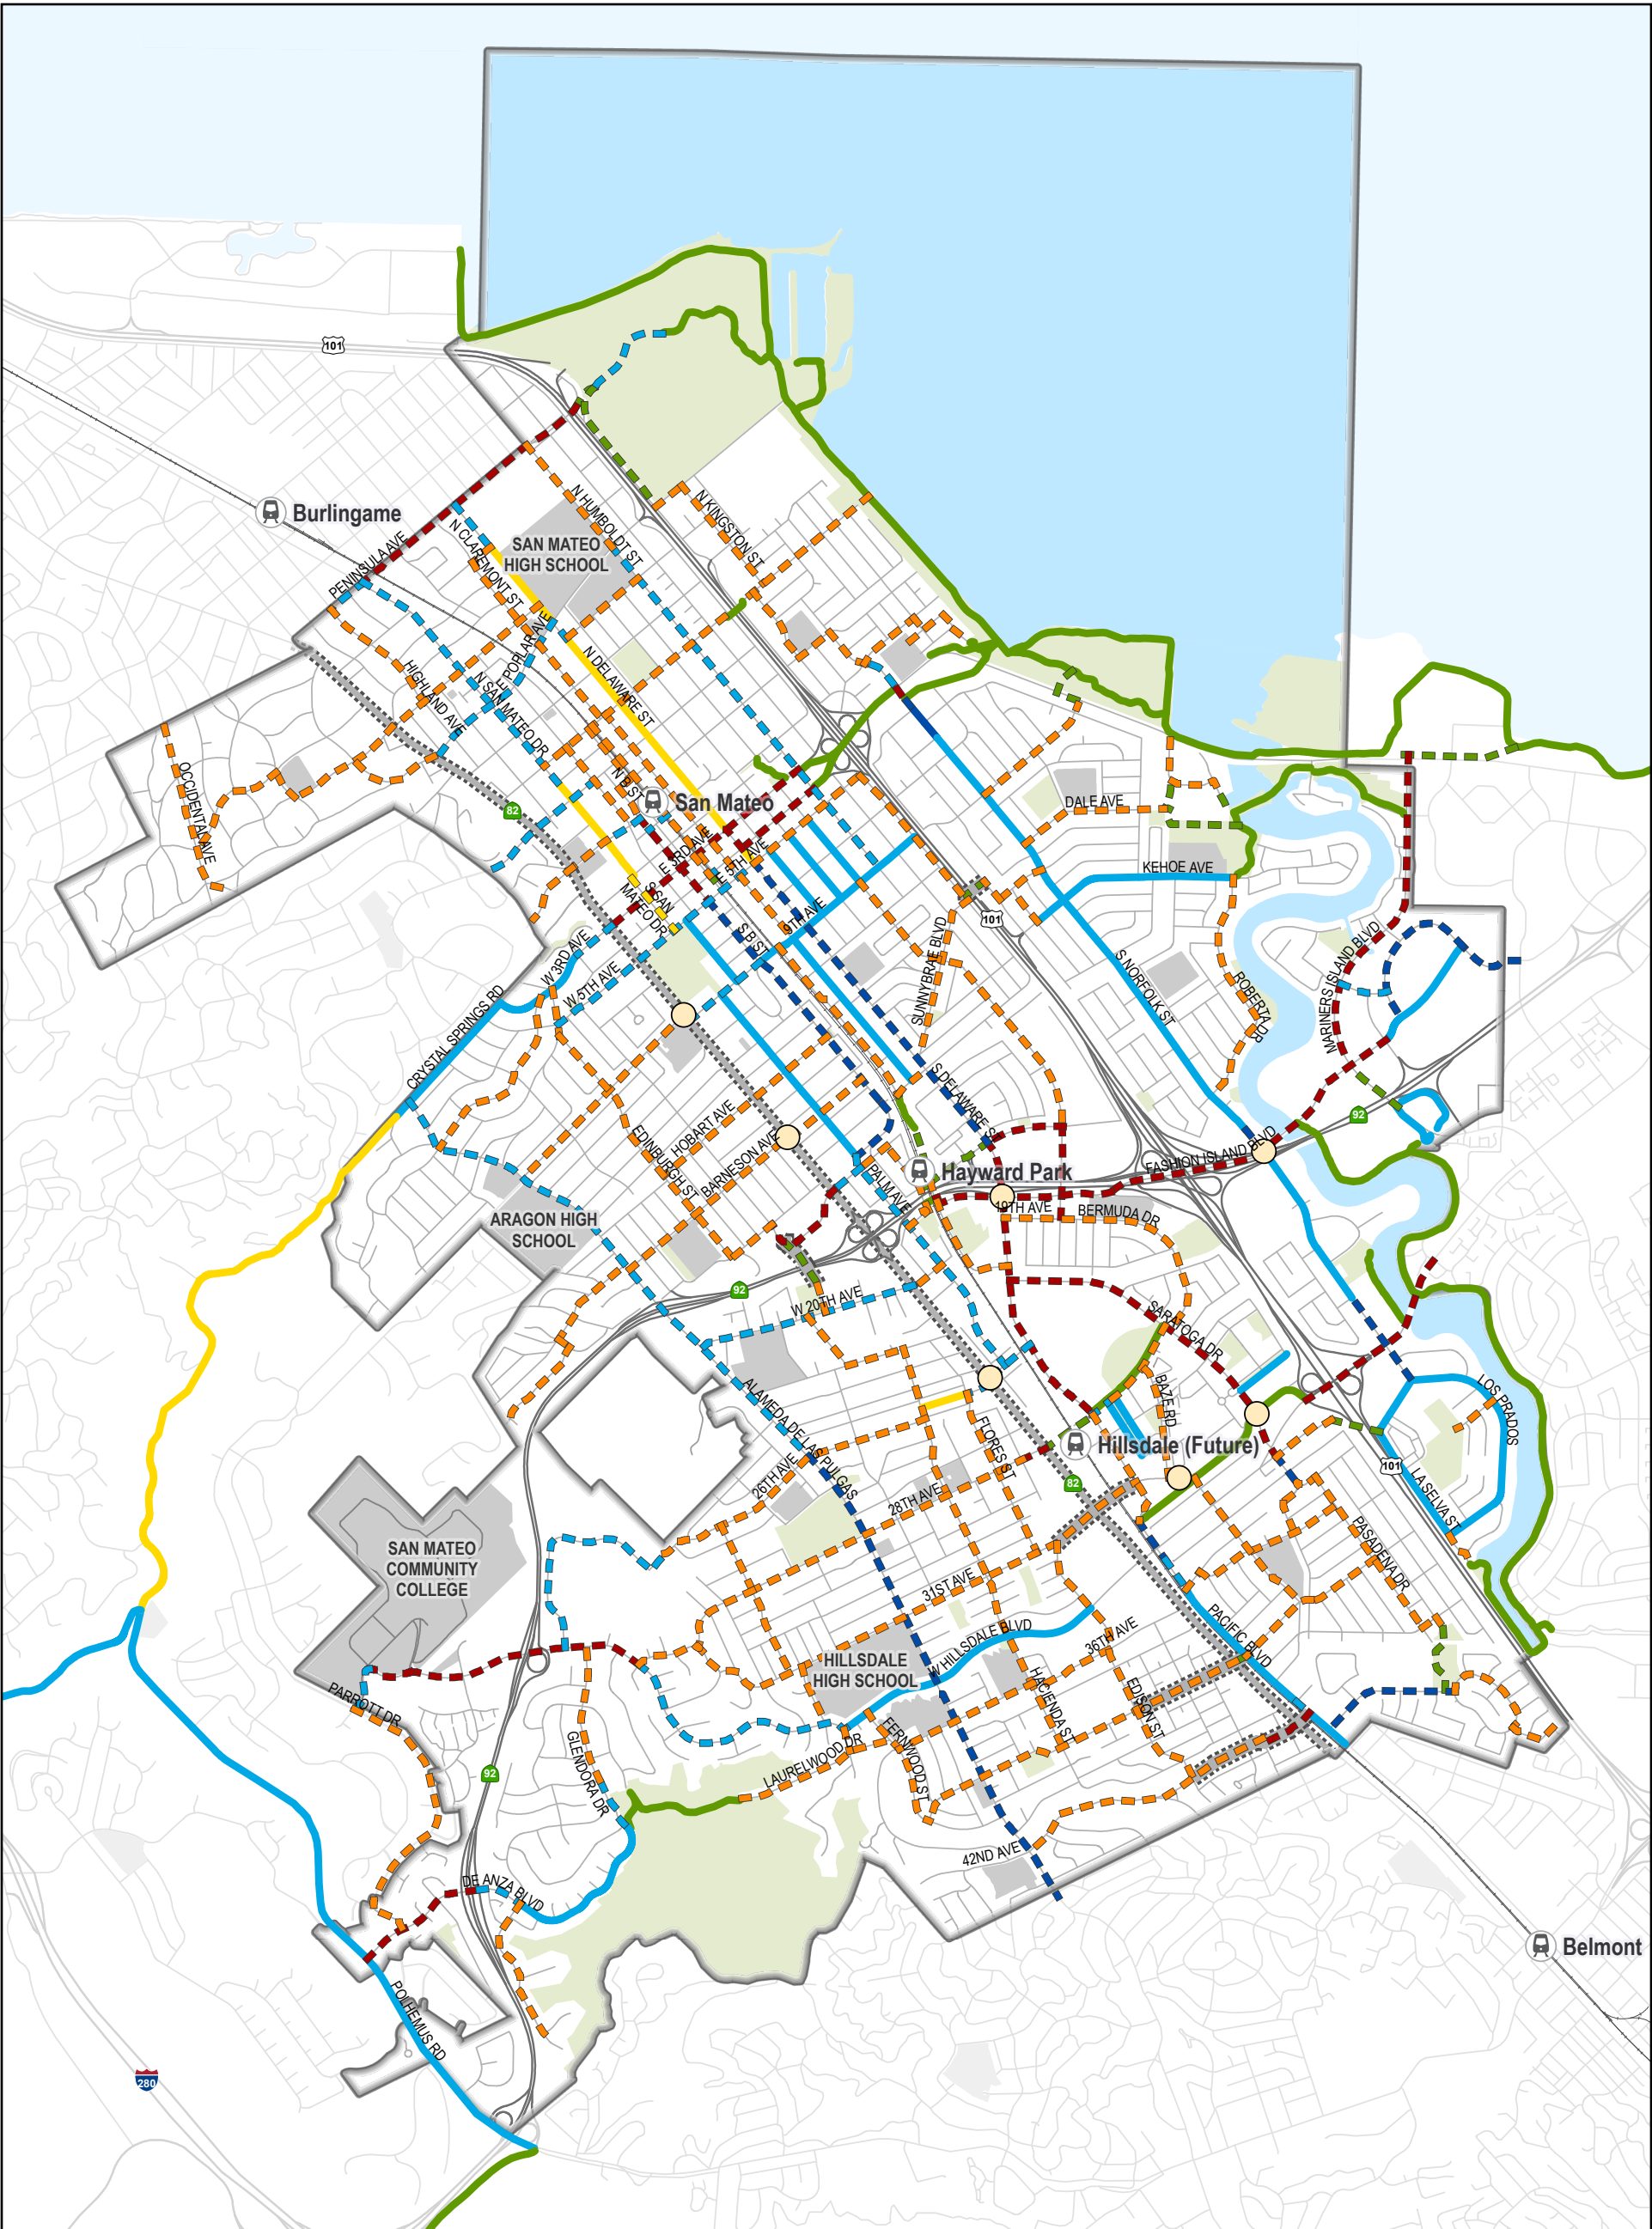 101
Burlingame
N HUMBOLDT ST
N KINGSTON ST
SAN MATEO
HIGH SCHOOL
N CLAREMONT ST
PENINSULA AVE
E POPLAR AVE
N DELAWARE ST
HIGHLAND AVE
N SAN MATEO DR
OCCIDENTAL AVE
N B ST
San Mateo
82
DALE AVE
E 3RD AVE
E 5TH AVE
KEHOE AVE
S SAN
MATEO DR
9TH AVE
101
S B ST
SUNNYBRAE BLVD
W 3RD AVE
W 5TH AVE
S NORFOLK ST
ROBERTA DR
MARINERS ISLAND BLVD
CRYSTAL SPRINGS RD
S DELAWARE ST
92
HOBART AVE
EDINBURGH ST
BARNESON AVE
PALM AVE
Hayward Park
FASHION ISLAND BLVD
19TH AVE
BERMUDA DR
ARAGON HIGH
SCHOOL
92
W 20TH AVE
SARATOGA DR
BAZE RD
LOS PRADOS
ALAMEDA DE LAS PULGAS
FLORES ST
Hillsdale (Future)
101
82
26TH AVE
28TH AVE
LA SELVA ST
PASADENA DR
SAN MATEO
COMMUNITY
COLLEGE
31ST AVE
W HILLSDALE BLVD
36TH AVE
PACIFIC BLVD
HILLSDALE
HIGH SCHOOL
HACIENDA ST
EDISON ST
PARROTT DR
GLENDORA DR
LAURELWOOD DR
FERNWOOD ST
92
42ND AVE
DE ANZA BLVD
Belmont
POLHEMUS RD
280